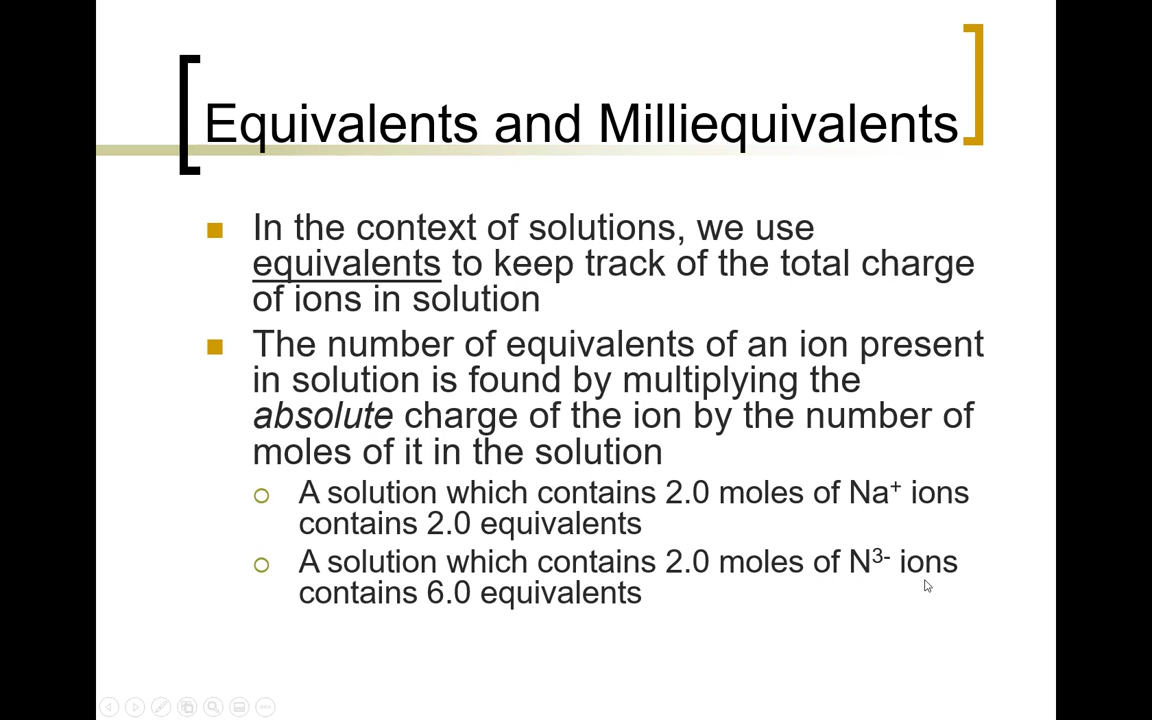 Equivalents and Milliequivalents
In the context of solutions, we use
equivalents to keep track of the total charge
of ions in solution
The number of equivalents of an ion present
in solution is found by multiplying the
absolute charge of the ion by the number of
moles of it in the solution
A solution which contains 2.0 moles of Na⁺ ions
contains 2.0 equivalents
A solution which contains 2.0 moles of N³⁻ ions
contains 6.0 equivalents